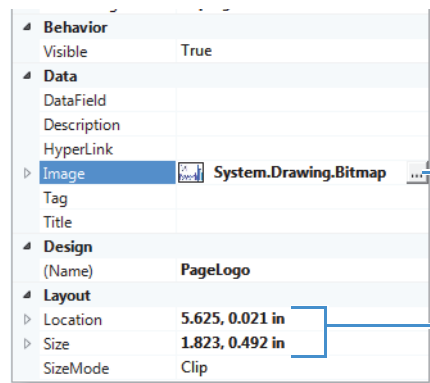 Behavior
Visible True
Data
DataField
Description
HyperLink
Image System.Drawing.Bitmap ...
Tag
Title
Design
(Name) PageLogo
Layout
Location 5.625, 0.021 in
Size 1.823, 0.492 in
SizeMode Clip